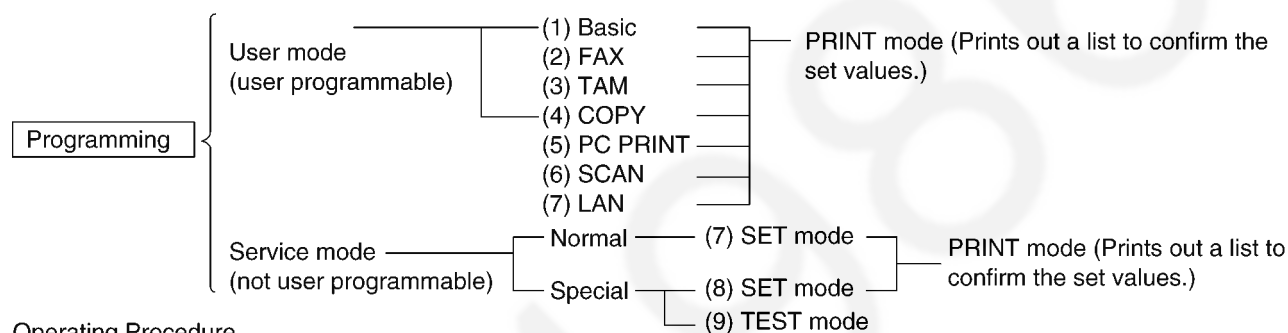 Programming
User mode
(user programmable)
(1) Basic
(2) FAX
(3) TAM
(4) COPY
(5) PC PRINT
(6) SCAN
(7) LAN
PRINT mode (Prints out a list to confirm the
set values.)
Service mode
(not user programmable)
Normal
(7) SET mode
Special
(8) SET mode
(9) TEST mode
PRINT mode (Prints out a list to
confirm the set values.)
Operating Procedure